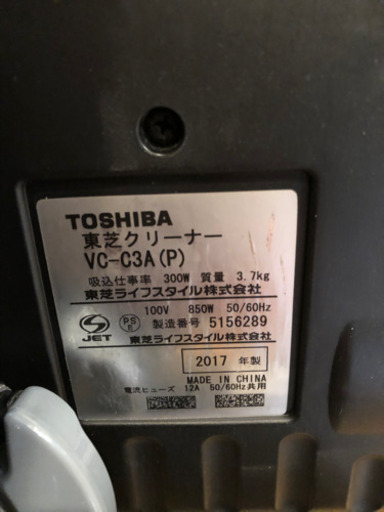 TOSHIBA
東芝クリーナー
VC-C3A(P)
吸込仕事率 300W 質量 3.7kg
東芝ライフスタイル株式会社
100V 850W 50/60Hz
PS E 製造番号 5156289
S JET 東芝ライフスタイル株式会社
2017 年製
MADE IN CHINA
電流ヒューズ 12A 50/60Hz共用